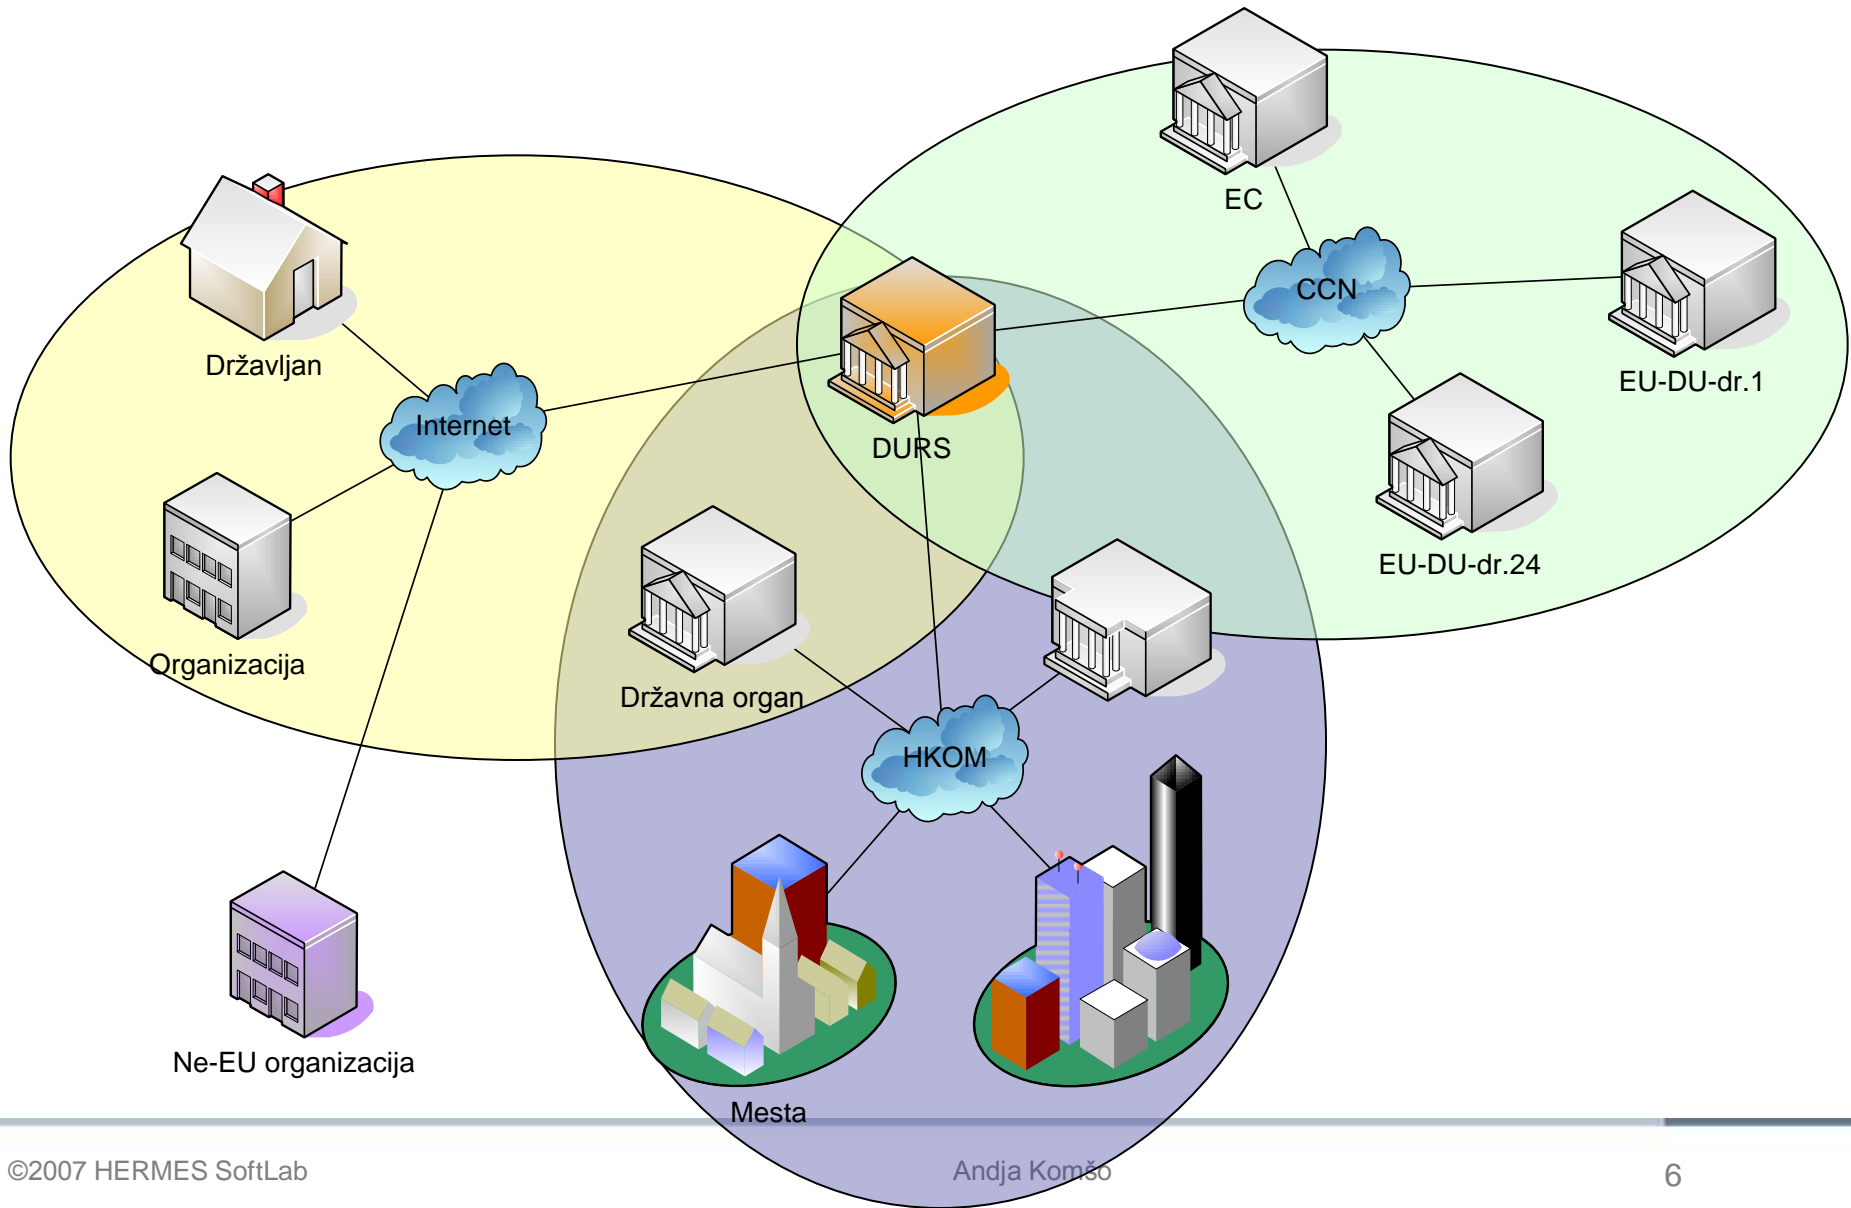 EC
CCN
EU-DU-dr.1
Državljan
Internet
DURS
EU-DU-dr.24
Organizacija
Državna organ
HKOM
Ne-EU organizacija
Mesta
©2007 HERMES SoftLab
Andja Komšo
6